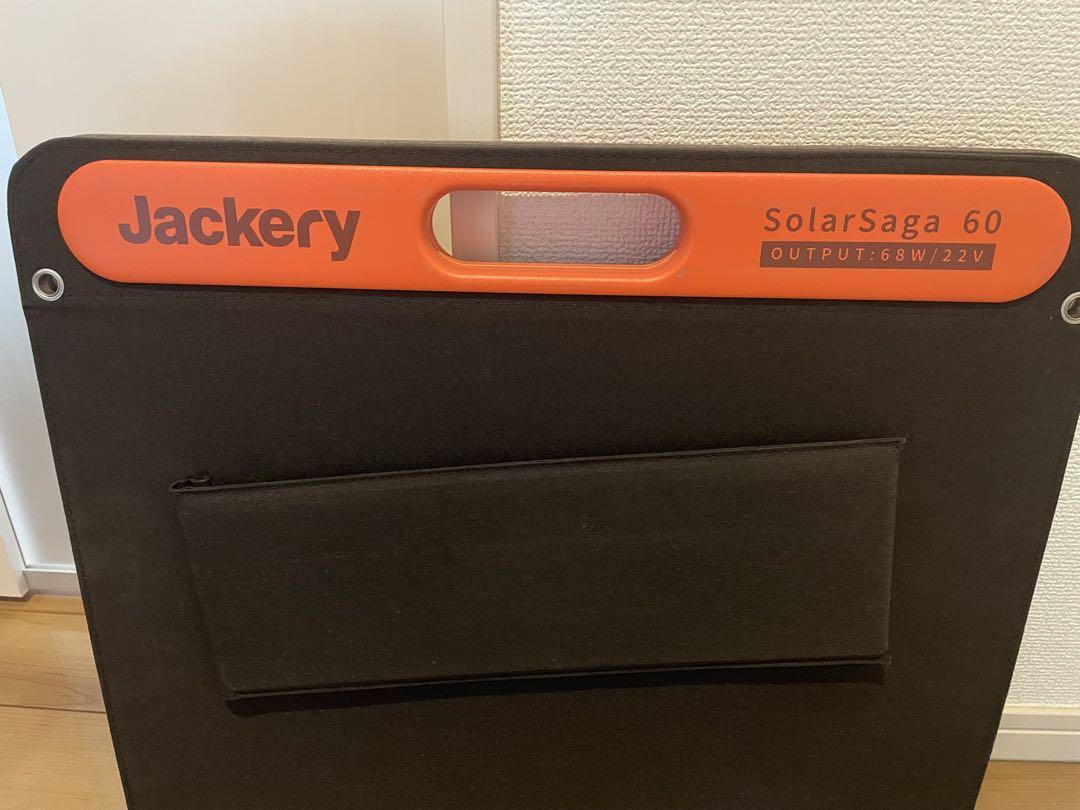 Jackery
SolarSaga 60
OUTPUT:68W/22V